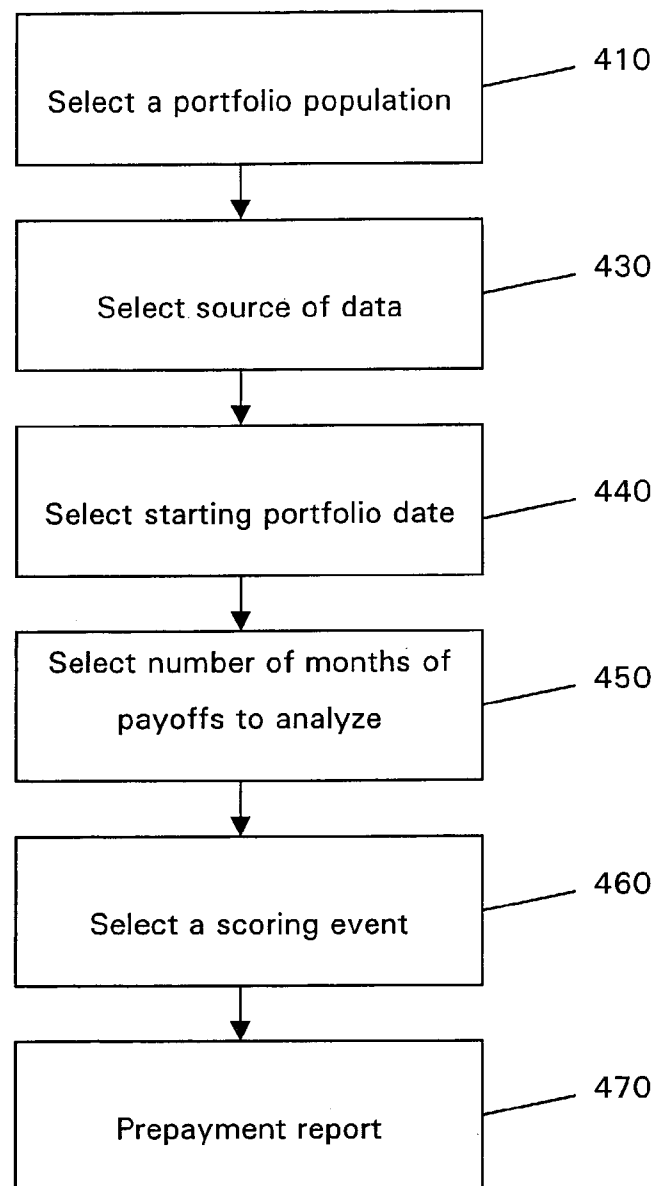 Select a portfolio population
410
Select source of data
430
Select starting portfolio date
440
Select number of months of
payoffs to analyze
450
Select a scoring event
460
Prepayment report
470